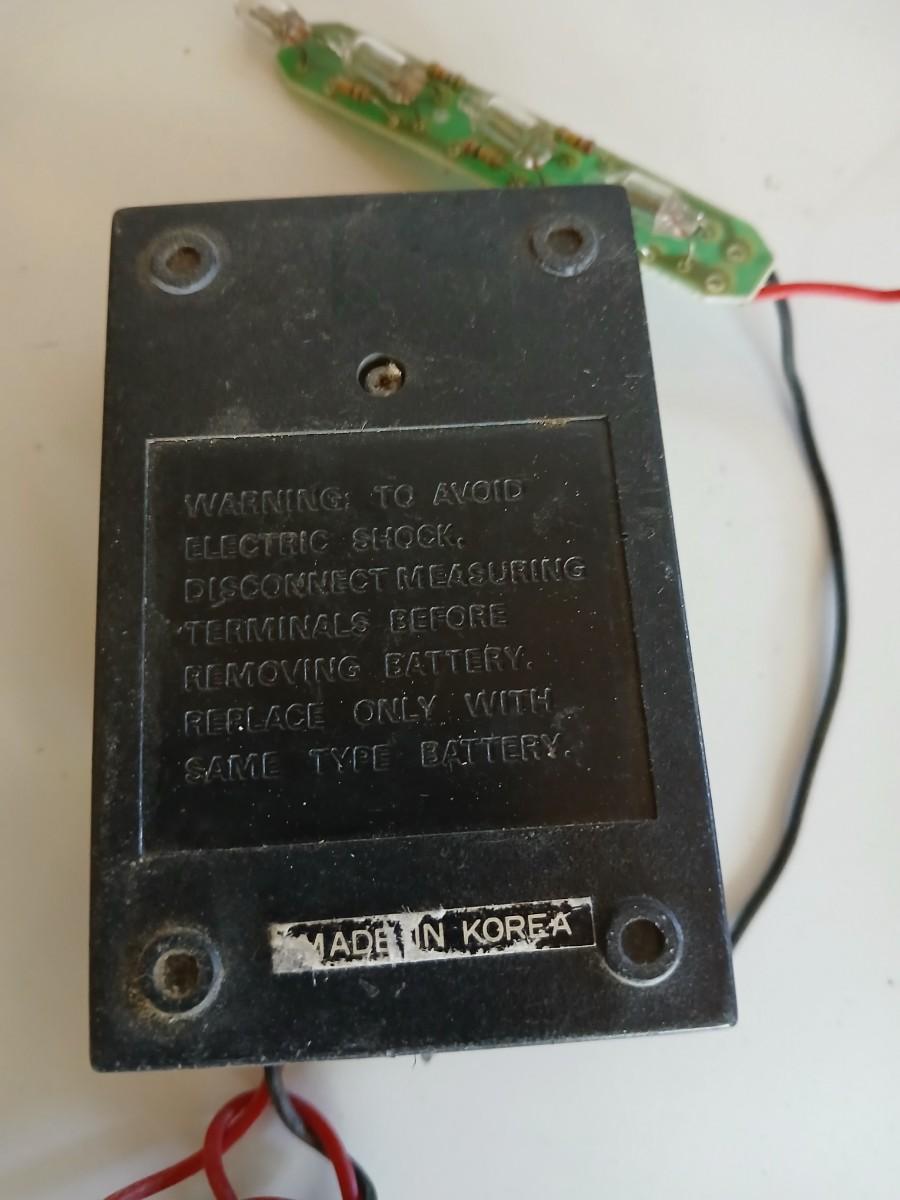 WARNING: TO AVOID
ELECTRIC SHOCK.
DISCONNECT MEASURING
TERMINALS BEFORE
REMOVING BATTERY.
REPLACE ONLY WITH
SAME TYPE BATTERY.
MADE IN KOREA